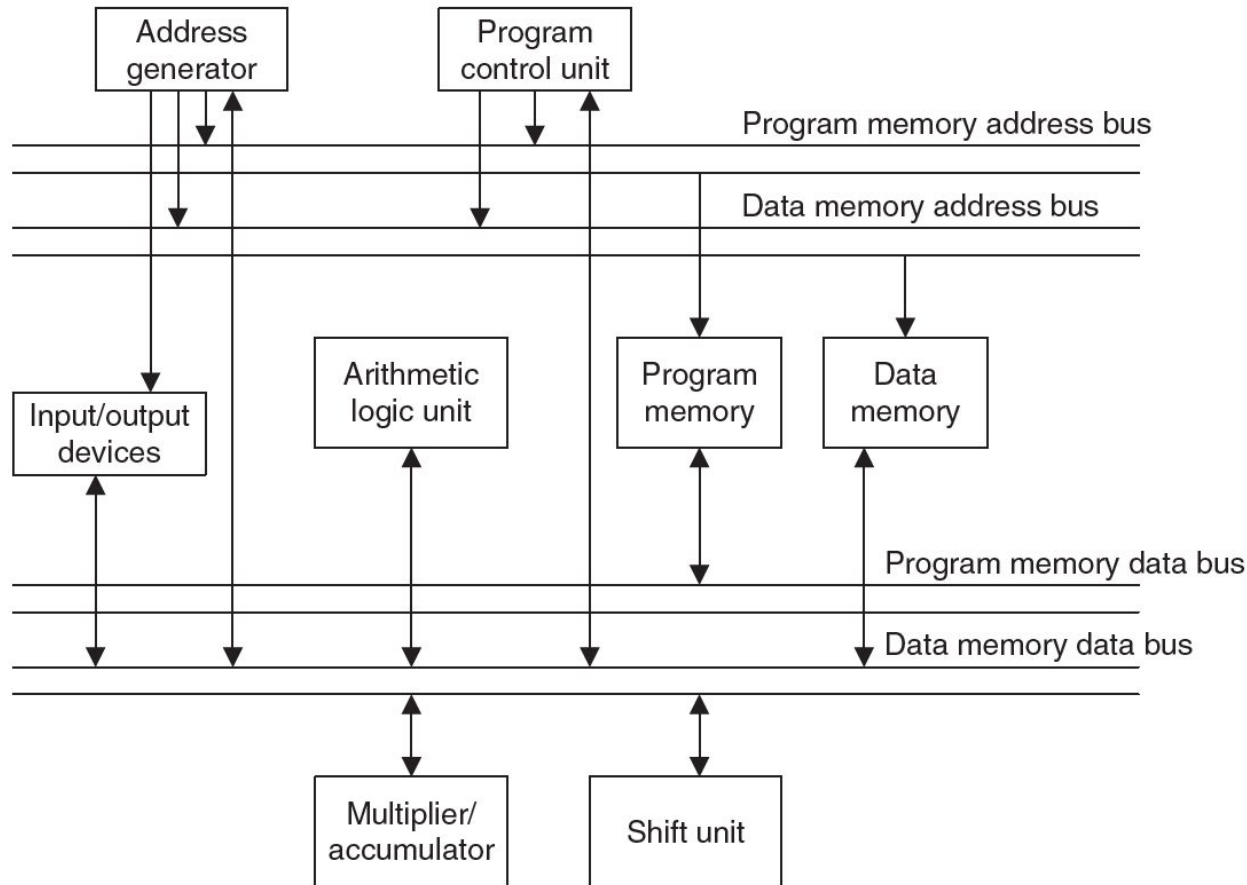 Address
generator
Program
control unit
Program memory address bus
Data memory address bus
Input/output
devices
Arithmetic
logic unit
Program
memory
Data
memory
Program memory data bus
Data memory data bus
Multiplier/
accumulator
Shift unit